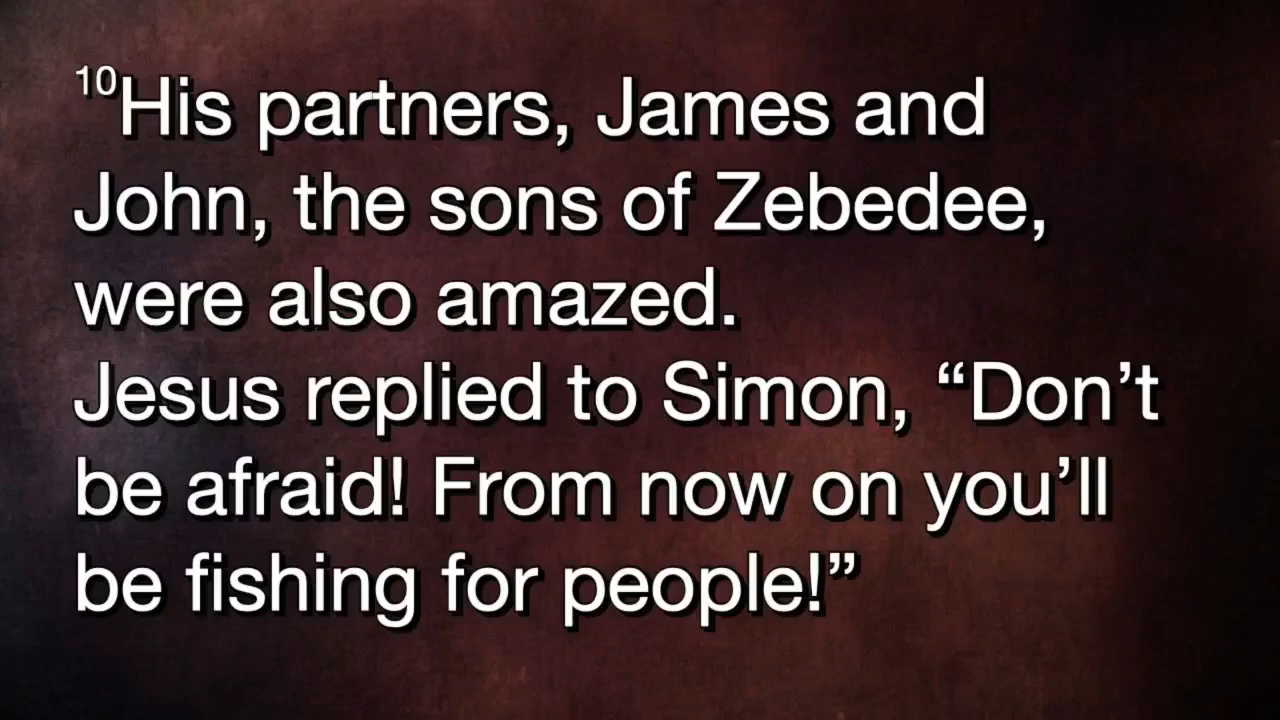 10His partners, James and
John, the sons of Zebedee,
were also amazed.
Jesus replied to Simon, “Don’t
be afraid! From now on you’ll
be fishing for people!”